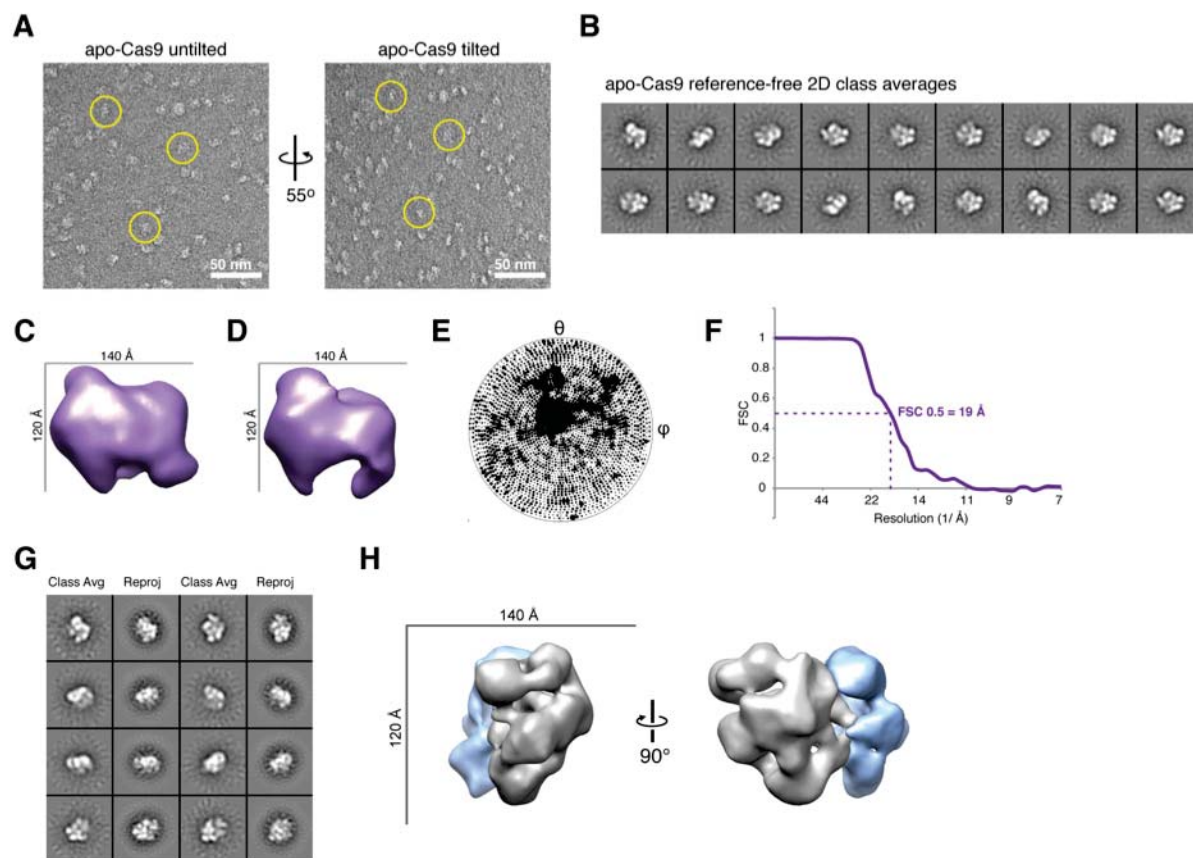 A
apo-Cas9 untilted
50 nm
55º
apo-Cas9 tilted
50 nm
B
apo-Cas9 reference-free 2D class averages
C
140 Å
120 Å
D
140 Å
120 Å
E
θ
φ
F
FSC
1
0.8
0.6
0.4
0.2
0
FSC 0.5 = 19 Å
44
22
14
11
9
7
Resolution (1/ Å)
G
Class Avg Reproj Class Avg Reproj
H
140 Å
120 Å
90°